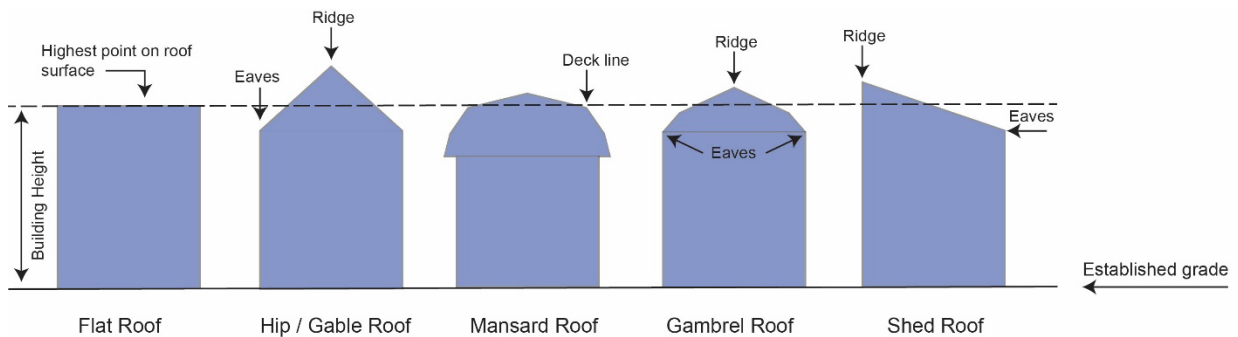 Ridge
Highest point on roof
surface
Eaves
Deck line
Ridge
Eaves
Ridge
Eaves
Building Height
Established grade
Flat Roof
Hip / Gable Roof
Mansard Roof
Gambrel Roof
Shed Roof